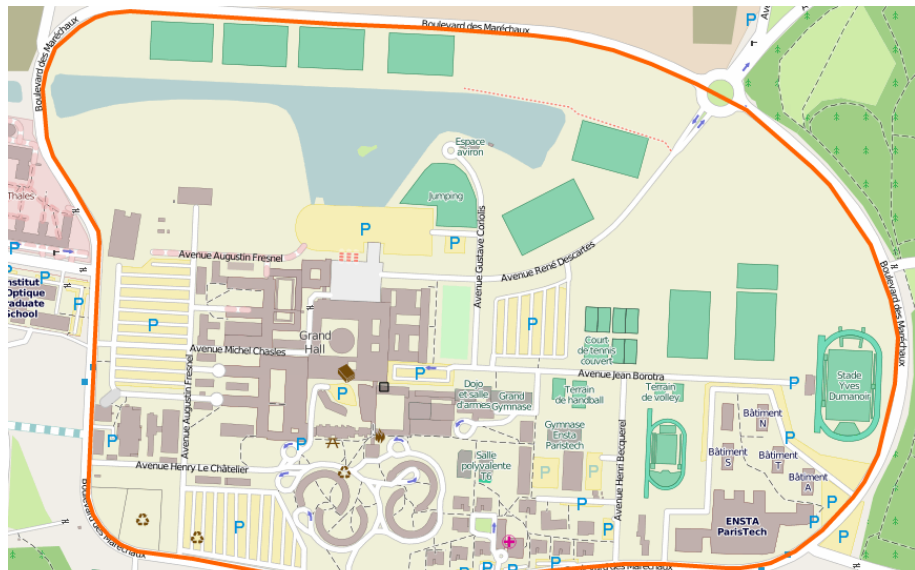 Boulevard des Maréchaux
P
Boulevard des Maréchaux
Espace
aviron
Thales
Jumping
P
P
P
Avenue Augustin Fresnel
Avenue Gustave Coriolis
Avenue René Descartes
Boulevard des Maréchaux
Institut
d'Optique
Graduate
School
P
P
P
Grand
Hall
Avenue Michel Chasles
Court
de tennis
couvert
Avenue Jean Borotra
Stade
Yves
Dumanoir
Avenue Augustin Fresnel
P
Dojo
et salle
d'armes
Grand
Gymnase
Terrain
de handball
Terrain
de volley
P
Bâtiment
N
P
P
Gymnase
Ensta
Paristech
Avenue Henri Becquerel
Bâtiment
S
Bâtiment
T
P
Avenue Henry Le Châtelier
Salle
polyvalente
T6
P
P
Bâtiment
A
P
P
P
ENSTA
ParisTech
P
P
Boulevard des Maréchaux
P
P
P
P
Boulevard des Maréchaux